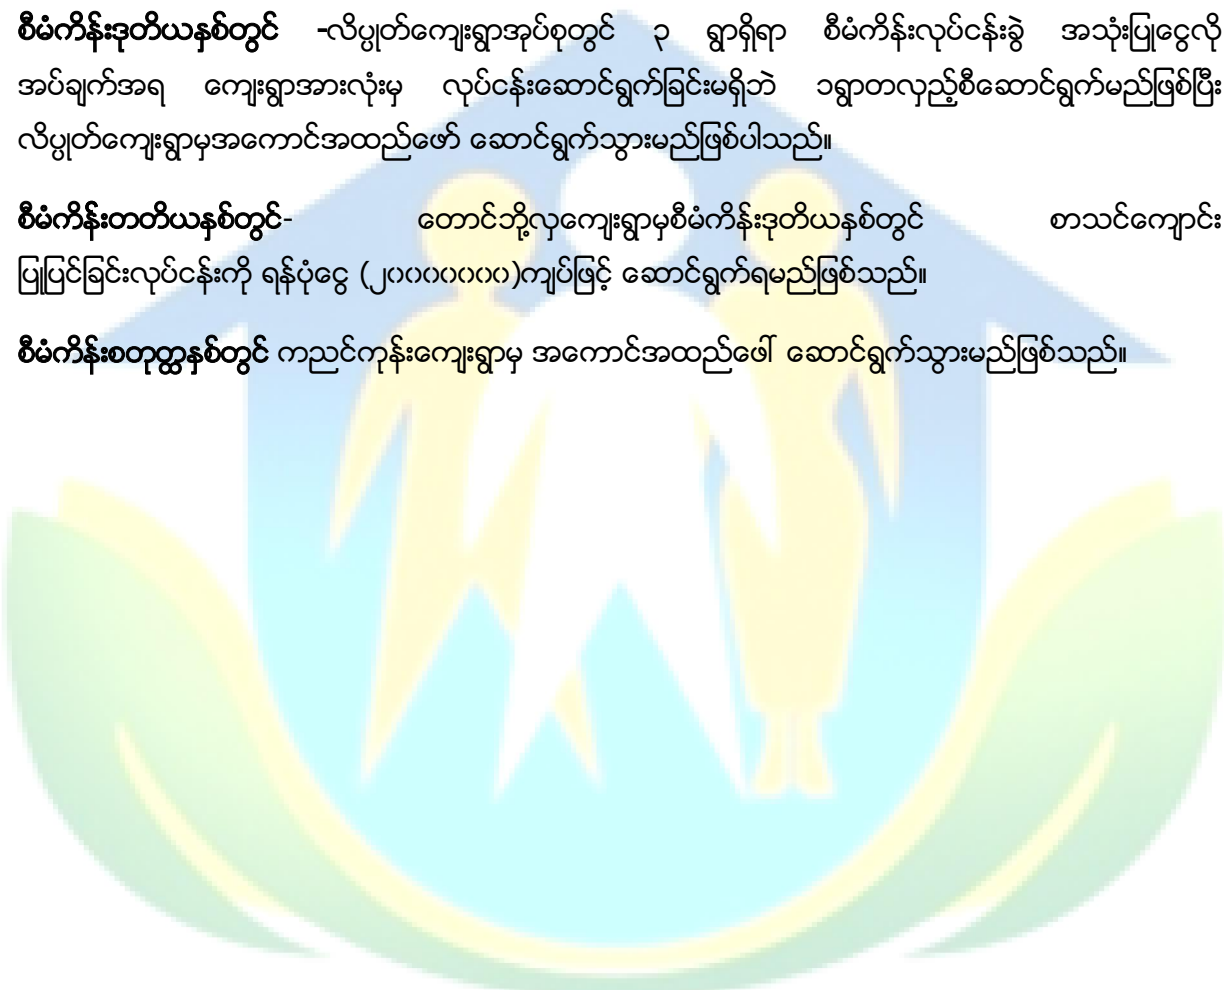 စီမံကိန်းဒုတိယနှစ်တွင် -လိပ္ပုတ်ကျေးရွာအုပ်စုတွင် ၃ ရွာရှိရာ စီမံကိန်းလုပ်ငန်းခွဲ အသုံးပြုငွေလို
အပ်ချက်အရ ကျေးရွာအားလုံးမှ လုပ်ငန်းဆောင်ရွက်ခြင်းမရှိဘဲ ၁ရွာတလှည့်စီဆောင်ရွက်မည်ဖြစ်ပြီး
လိပ္ပုတ်ကျေးရွာမှအကောင်အထည်ဖော် ဆောင်ရွက်သွားမည်ဖြစ်ပါသည်။
စီမံကိန်းတတိယနှစ်တွင်- တောင်ဘို့လှကျေးရွာမှစီမံကိန်းဒုတိယနှစ်တွင် စာသင်ကျောင်း
ပြုပြင်ခြင်းလုပ်ငန်းကို ရန်ပုံငွေ (၂၀၀၀၀၀၀၀)ကျပ်ဖြင့် ဆောင်ရွက်ရမည်ဖြစ်သည်။
စီမံကိန်းစတုတ္ထနှစ်တွင် ကညင်ကုန်းကျေးရွာမှ အကောင်အထည်ဖေါ် ဆောင်ရွက်သွားမည်ဖြစ်သည်။